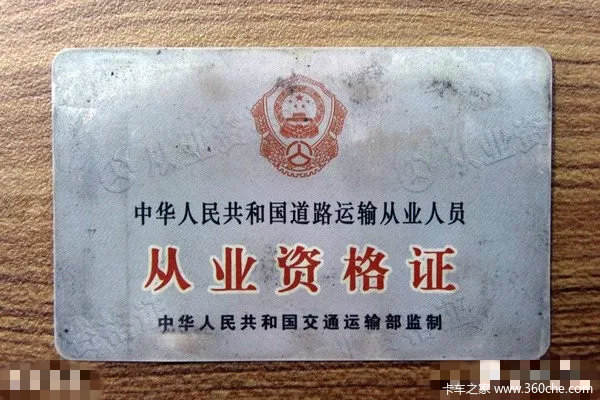 中华人民共和国道路运输从业人员
从业资格证
中华人民共和国交通运输部监制
卡车之家 www.360che.com